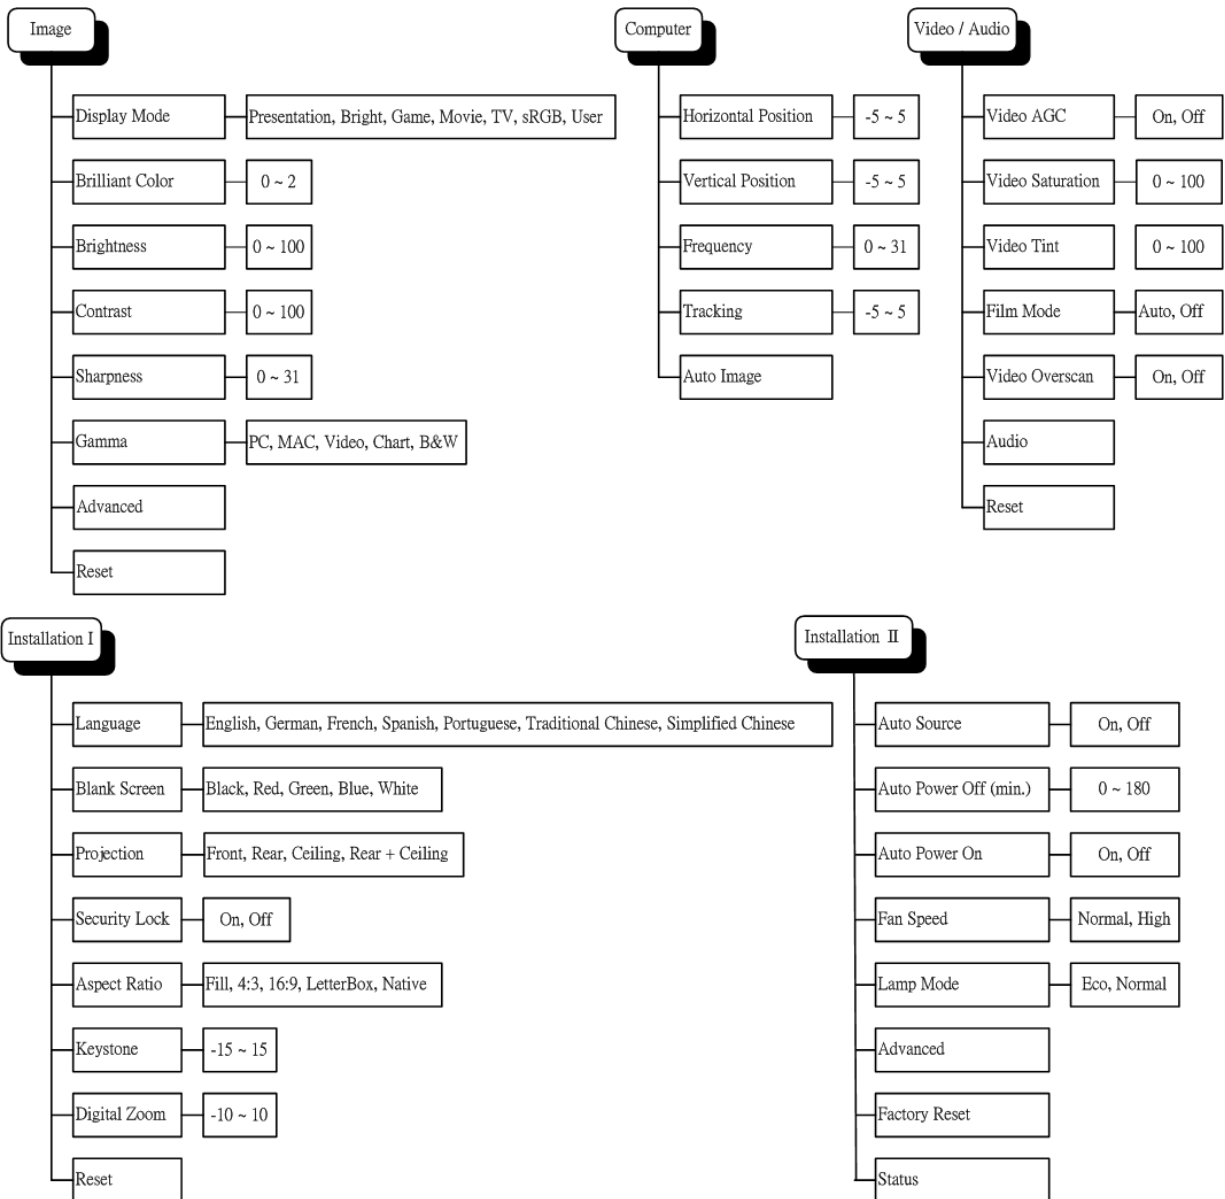 Image
Display Mode
Presentation, Bright, Game, Movie, TV, sRGB, User
Brilliant Color
0 ~ 2
Brightness
0 ~ 100
Contrast
0 ~ 100
Sharpness
0 ~ 31
Gamma
PC, MAC, Video, Chart, B&W
Advanced
Reset
Computer
Horizontal Position
-5 ~ 5
Vertical Position
-5 ~ 5
Frequency
0 ~ 31
Tracking
-5 ~ 5
Auto Image
Video / Audio
Video AGC
On, Off
Video Saturation
0 ~ 100
Video Tint
0 ~ 100
Film Mode
Auto, Off
Video Overscan
On, Off
Audio
Reset
Installation I
Language
English, German, French, Spanish, Portuguese, Traditional Chinese, Simplified Chinese
Blank Screen
Black, Red, Green, Blue, White
Projection
Front, Rear, Ceiling, Rear + Ceiling
Security Lock
On, Off
Aspect Ratio
Fill, 4:3, 16:9, LetterBox, Native
Keystone
-15 ~ 15
Digital Zoom
-10 ~ 10
Reset
Installation II
Auto Source
On, Off
Auto Power Off (min.)
0 ~ 180
Auto Power On
On, Off
Fan Speed
Normal, High
Lamp Mode
Eco, Normal
Advanced
Factory Reset
Status